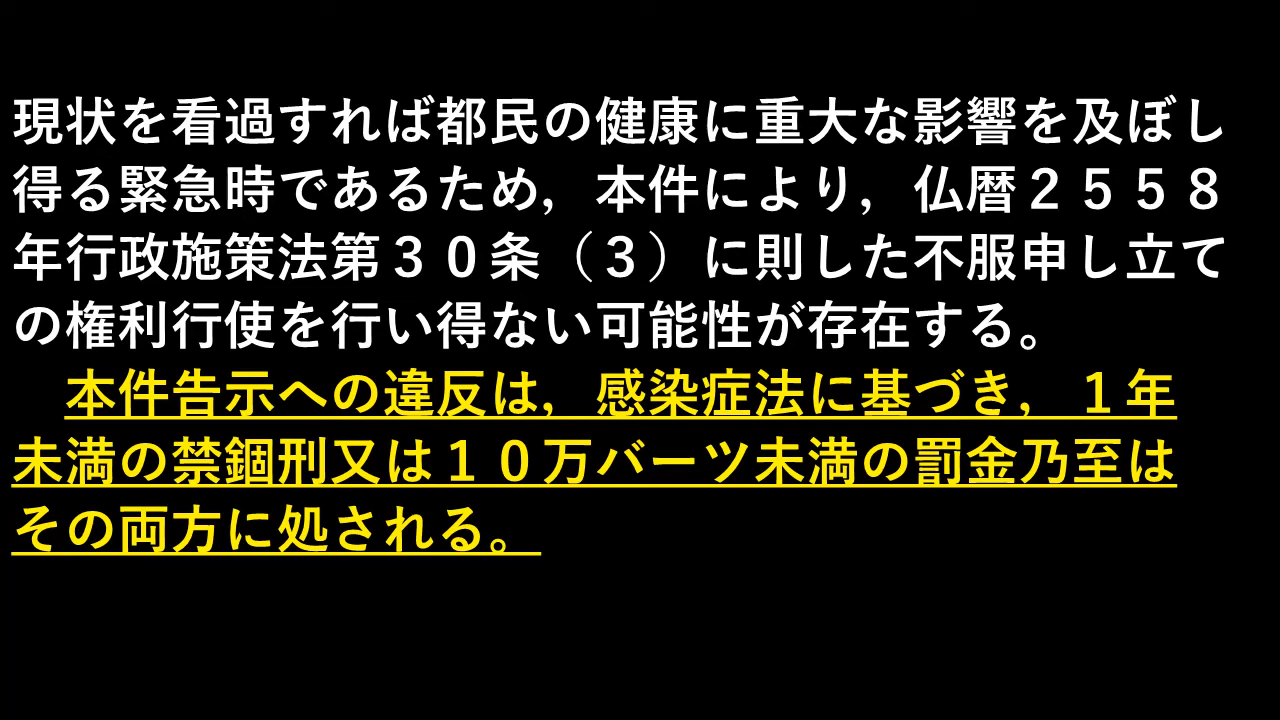 現状を看過すれば都民の健康に重大な影響を及ぼし
得る緊急時であるため，本件により，仏暦２５５８
年行政施策法第３０条（３）に則した不服申し立て
の権利行使を行い得ない可能性が存在する。
　本件告示への違反は，感染症法に基づき，１年
未満の禁錮刑又は１０万バーツ未満の罰金乃至は
その両方に処される。